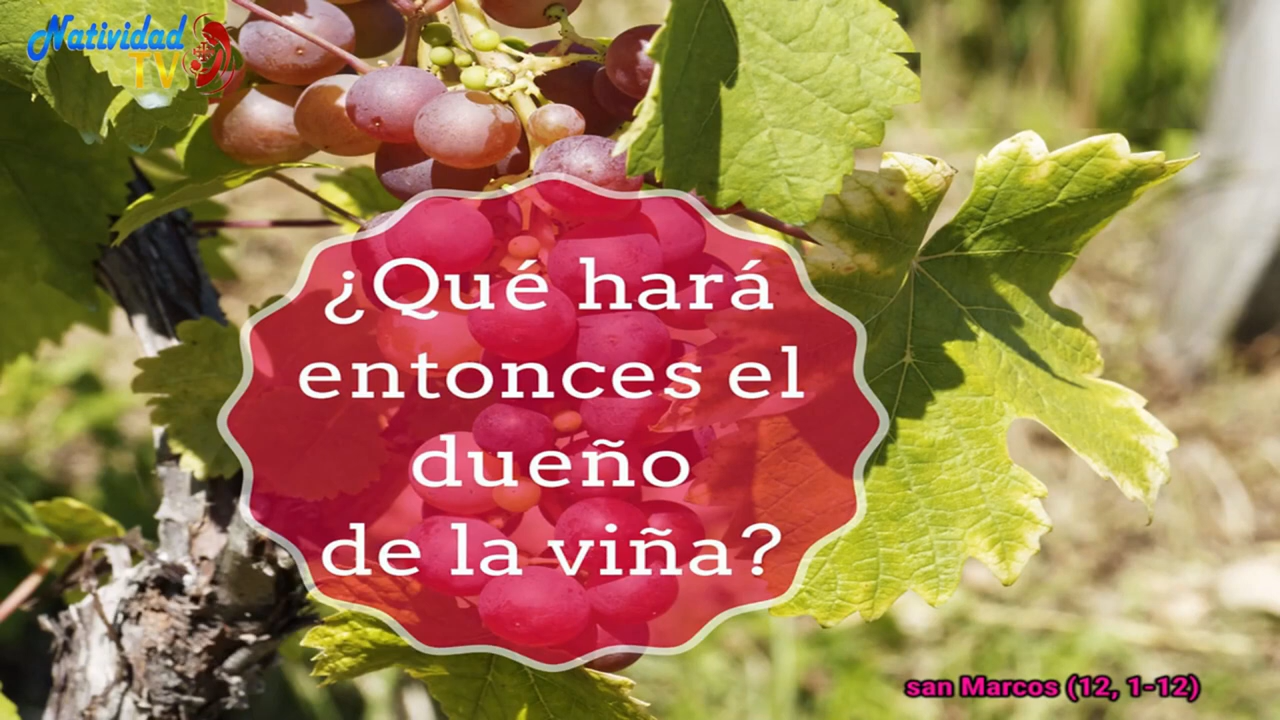 Natividad
TV
¿Qué hará
entonces el
dueño
de la viña?
san Marcos (12, 1-12)